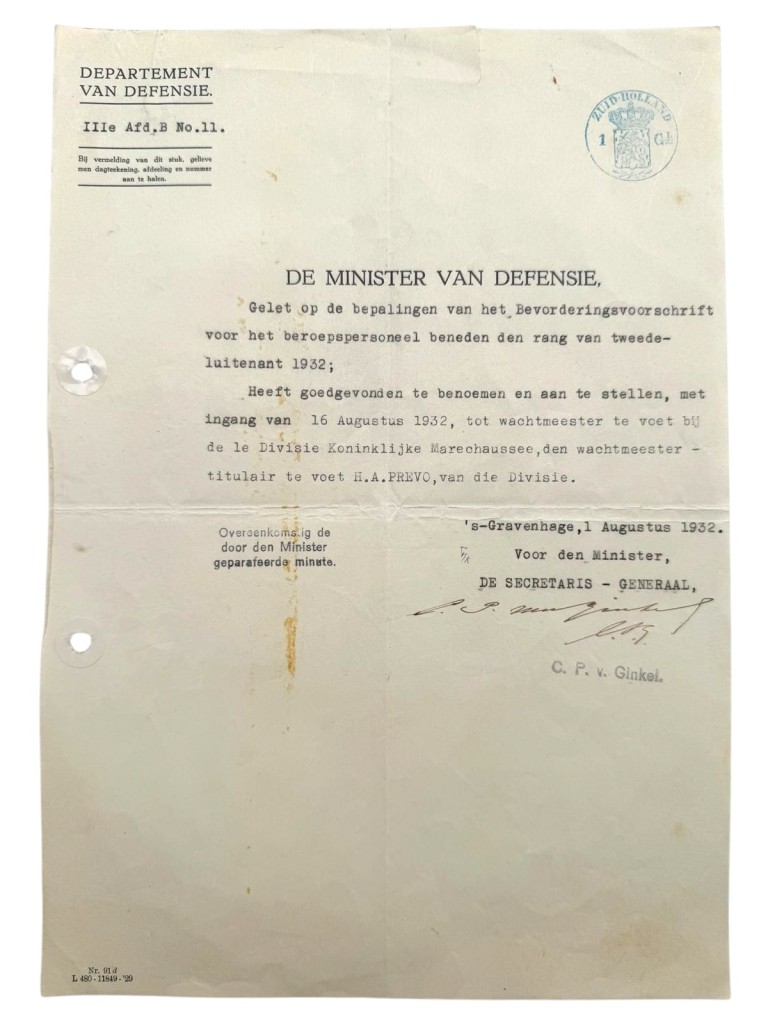 DEPARTEMENT
VAN DEFENSIE.
IIIe Afd.B No.11.
Bij vermelding van dit stuk, gelieve
men dagteekening, afdeeling en nummer
aan te halen.
ZUID-HOLLAND
1 Gl
DE MINISTER VAN DEFENSIE,
Gelet op de bepalingen van het Bevorderingsvoorschrift
voor het beroepspersoneel beneden den rang van tweede-
luitenant 1932;
Heeft goedgevonden te benoemen en aan te stellen, met
ingang van 16 Augustus 1932, tot wachtmeester te voet bij
de 1e Divisie Koninklijke Marechaussee,den wachtmeester -
titulair te voet H.A.PREVO,van die Divisie.
's-Gravenhage,1 Augustus 1932.
Overeenkomstig de
door den Minister
geparafeerde minute.
Voor den Minister,
DE SECRETARIS - GENERAAL,
C. P. v. Ginkel.
Nr. 91 d
L 480-11849-'29